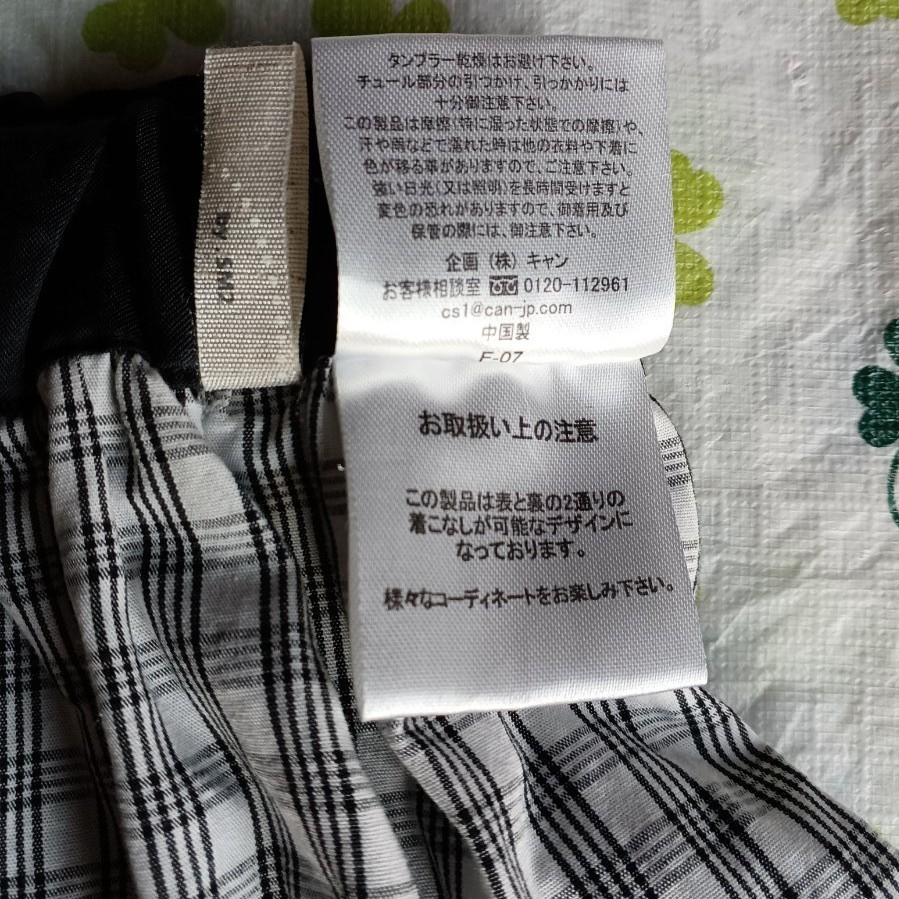 by . SM2
タンブラー乾燥はお避け下さい。
チュール部分の引つかけ、引っかかりには
十分御注意下さい。
この製品は摩擦(特に湿った状態での摩擦)や、
汗や雨などで濡れた時は他の衣料や下着に
色が移る事がありますので、ご注意下さい。
強い日光(又は照明)を長時間受けますと
変色の恐れがありますので、御着用及び
保管の際には、御注意下さい。
企画 (株) キャン
お客様相談室 0120-112961
cs1@can-jp.com
中国製
F-07
お取扱い上の注意
この製品は表と裏の2通りの
着こなしが可能なデザインに
なっております。
様々なコーディネートをお楽しみ下さい。